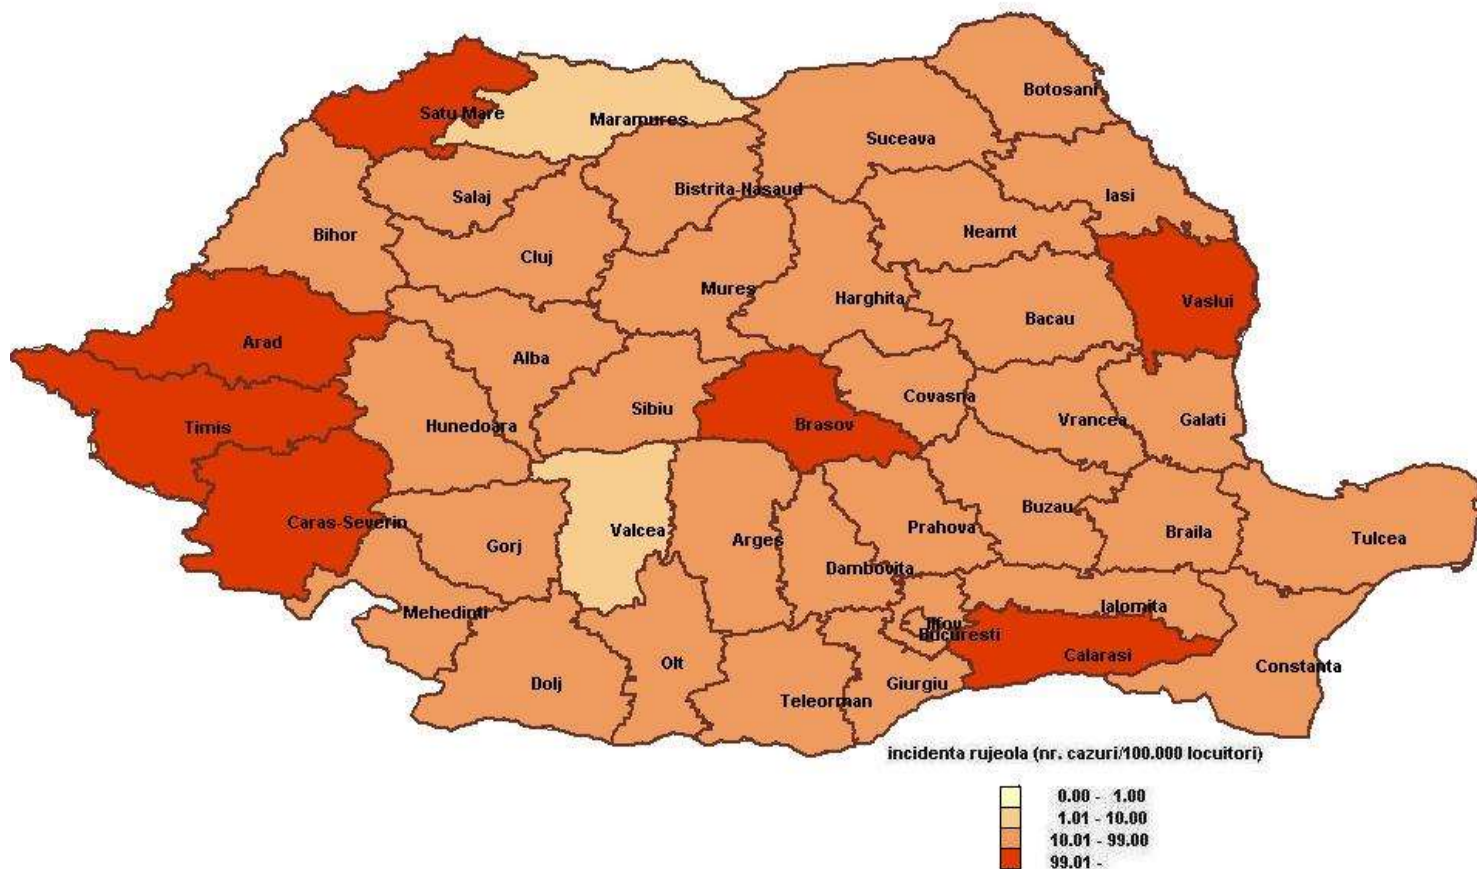 Botosani
Satu Mare
Maramures
Suceava
Bistrita-Nasaud
Iasi
Salaj
Neamt
Bihor
Cluj
Mures
Harghita
Vaslui
Bacau
Arad
Alba
Covasna
Sibiu
Brasov
Vrancea
Galati
Timis
Hunedoara
Caras-Severin
Valcea
Buzau
Prahova
Braila
Tulcea
Gorj
Arges
Dambovita
Mehedinti
Ialomita
Ilfov
Bucuresti
Calarasi
Olt
Constanta
Dolj
Giurgiu
Teleorman
incidenta rujeola (nr. cazuri/100.000 locuitori)
0.00 - 1.00
1.01 - 10.00
10.01 - 99.00
99.01 -